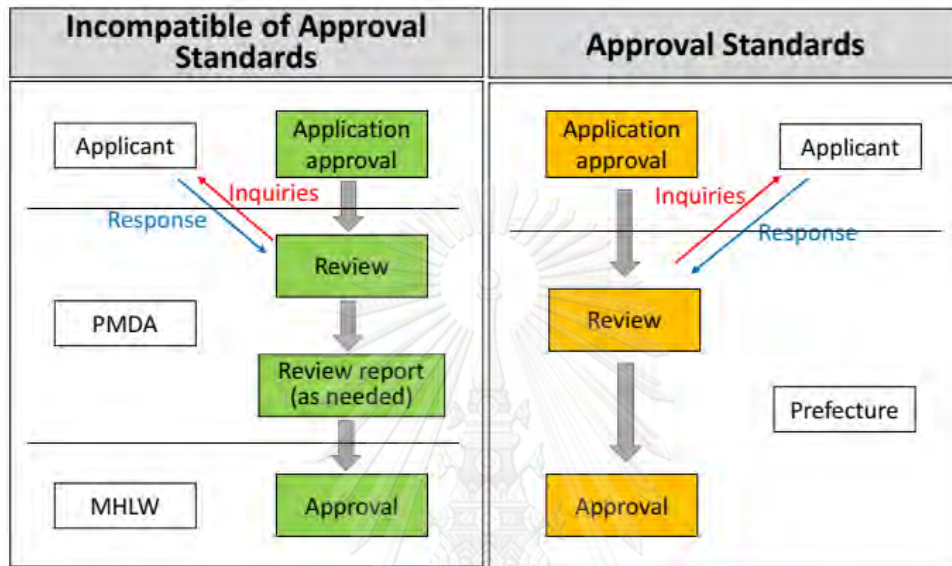 Incompatible of Approval
Standards
Approval Standards
Applicant
Application
approval
Inquiries
Response
Review
PMDA
Review report
(as needed)
MHLW
Approval
Application
approval
Applicant
Inquiries
Response
Review
Prefecture
Approval